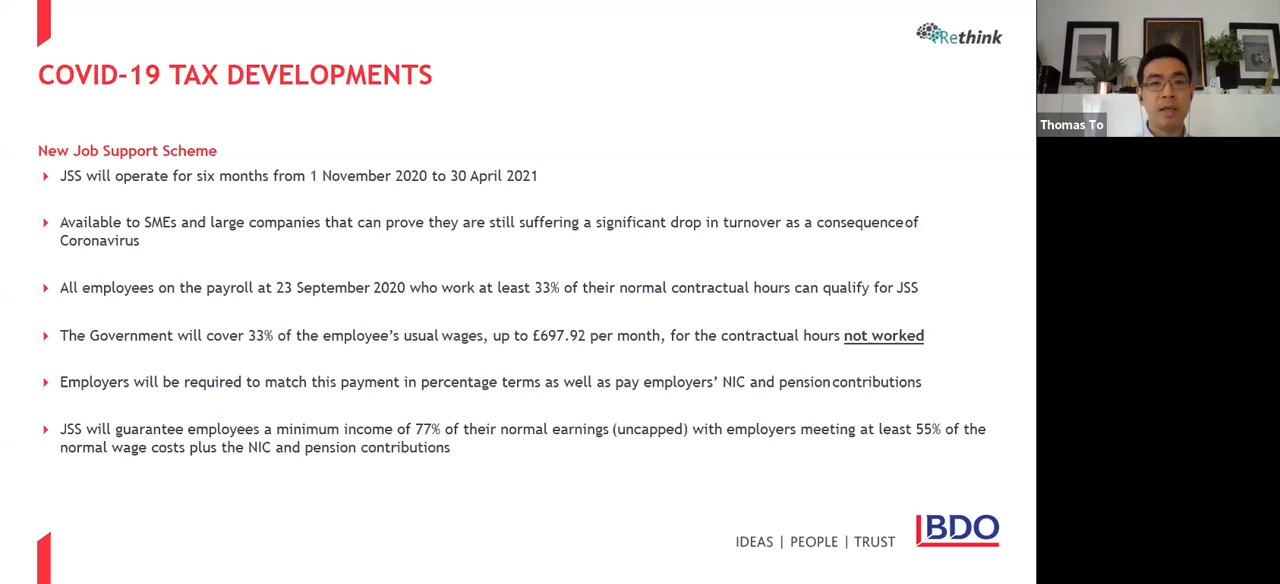 Rethink
COVID-19 TAX DEVELOPMENTS
Thomas To
New Job Support Scheme
JSS will operate for six months from 1 November 2020 to 30 April 2021
Available to SMEs and large companies that can prove they are still suffering a significant drop in turnover as a consequence of
Coronavirus
All employees on the payroll at 23 September 2020 who work at least 33% of their normal contractual hours can qualify for JSS
The Government will cover 33% of the employee's usual wages, up to £697.92 per month, for the contractual hours not worked
Employers will be required to match this payment in percentage terms as well as pay employers' NIC and pension contributions
JSS will guarantee employees a minimum income of 77% of their normal earnings (uncapped) with employers meeting at least 55% of the
normal wage costs plus the NIC and pension contributions
IDEAS | PEOPLE | TRUST
BDO